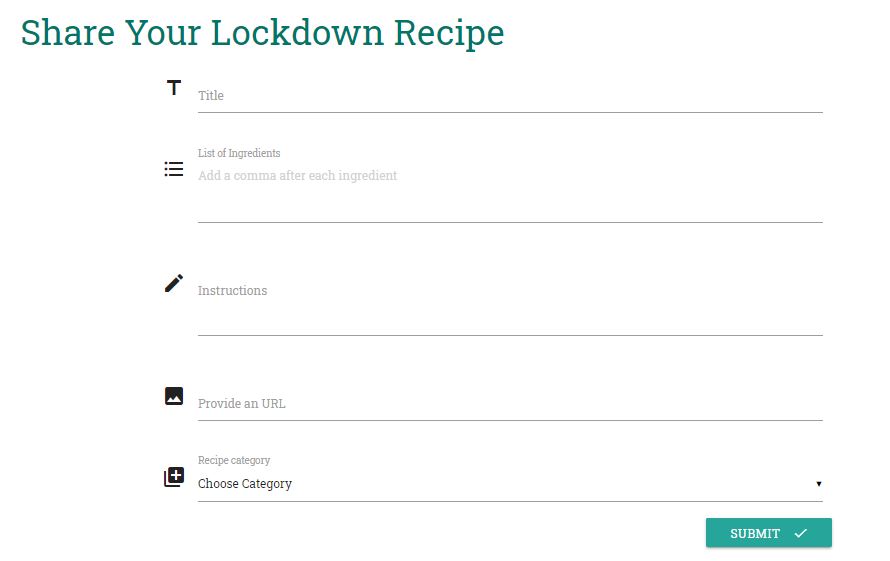 Share Your Lockdown Recipe
Title
List of Ingredients
Add a comma after each ingredient
Instructions
Provide an URL
Recipe category
Choose Category
SUBMIT